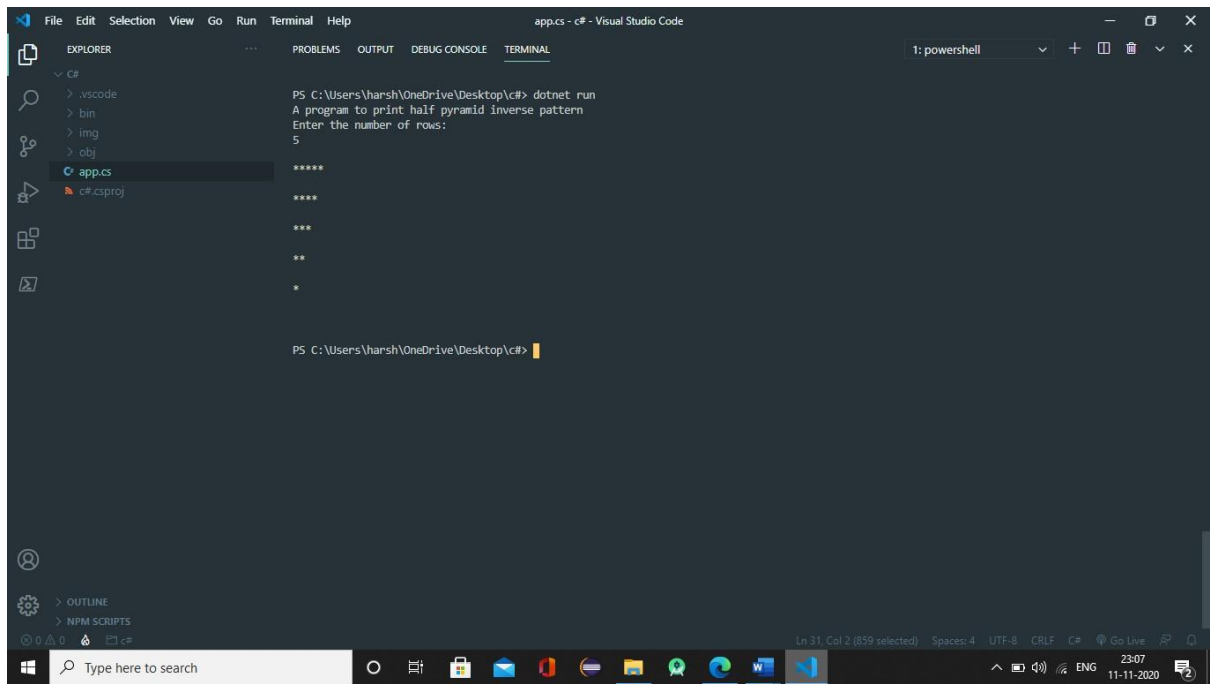 File Edit Selection View Go Run Terminal Help app.cs - c# - Visual Studio Code
EXPLORER ... PROBLEMS OUTPUT DEBUG CONSOLE TERMINAL 1: powershell
C#
.vscode
bin
img
obj
app.cs
c#.csproj
PS C:\Users\harsh\OneDrive\Desktop\c#> dotnet run
A program to print half pyramid inverse pattern
Enter the number of rows:
5
*****
****
***
**
*
PS C:\Users\harsh\OneDrive\Desktop\c#>
OUTLINE
NPM SCRIPTS
0 0 c# Ln 31, Col 2 (859 selected) Spaces: 4 UTF-8 CRLF C# Go Live
Type here to search ENG 23:07
11-11-2020 2